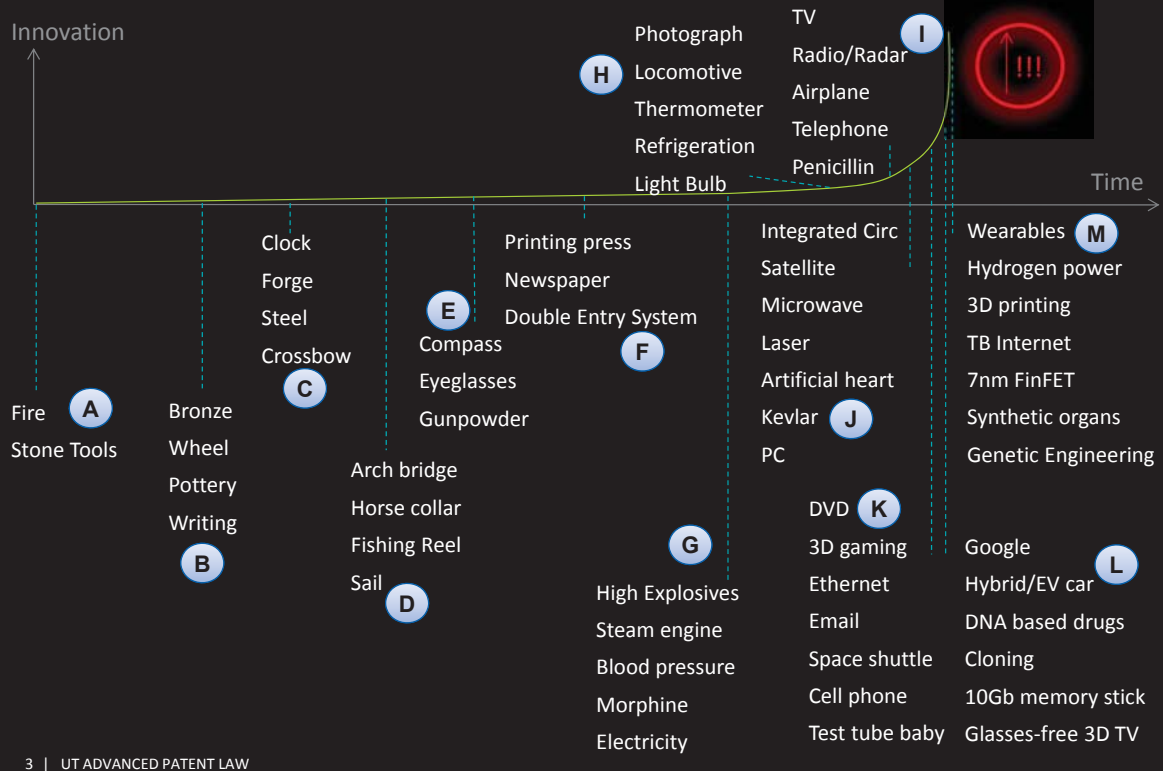 Innovation
Photograph
Locomotive
Thermometer
Refrigeration
Light Bulb
H
TV
Radio/Radar
Airplane
Telephone
Penicillin
I
!!!
Time
Fire
Stone Tools
A
Bronze
Wheel
Pottery
Writing
B
Clock
Forge
Steel
Crossbow
C
Arch bridge
Horse collar
Fishing Reel
Sail
D
E
Compass
Eyeglasses
Gunpowder
Printing press
Newspaper
Double Entry System
F
G
High Explosives
Steam engine
Blood pressure
Morphine
Electricity
Integrated Circ
Satellite
Microwave
Laser
Artificial heart
Kevlar
J
PC
DVD
K
3D gaming
Ethernet
Email
Space shuttle
Cell phone
Test tube baby
Google
Hybrid/EV car
L
DNA based drugs
Cloning
10Gb memory stick
Glasses-free 3D TV
Wearables
M
Hydrogen power
3D printing
TB Internet
7nm FinFET
Synthetic organs
Genetic Engineering
3 | UT ADVANCED PATENT LAW